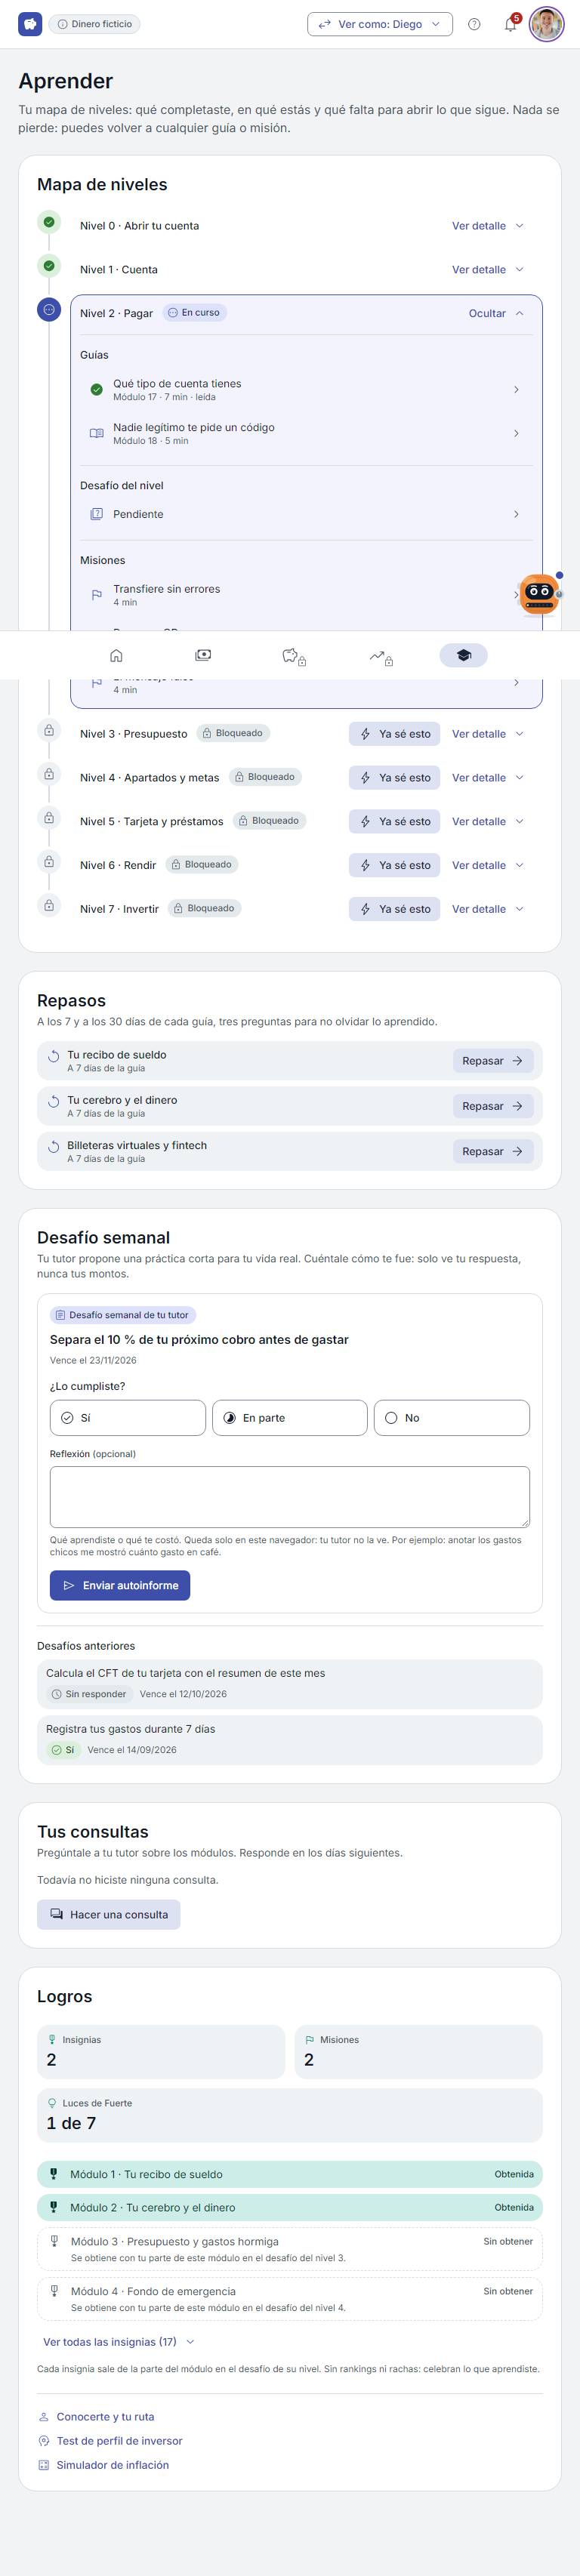 Dinero ficticio
Ver como: Diego
5
Aprender
Tu mapa de niveles: qué completaste, en qué estás y qué falta para abrir lo que sigue. Nada se
pierde: puedes volver a cualquier guía o misión.
Mapa de niveles
Nivel 0 · Abrir tu cuenta
Ver detalle
Nivel 1 · Cuenta
Ver detalle
Nivel 2 · Pagar
En curso
Ocultar
Guías
Qué tipo de cuenta tienes
Módulo 17 · 7 min · leída
Nadie legítimo te pide un código
Módulo 18 · 5 min
Desafío del nivel
Pendiente
Misiones
Transfiere sin errores
4 min
4 min
Nivel 3 · Presupuesto
Bloqueado
Ya sé esto
Ver detalle
Nivel 4 · Apartados y metas
Bloqueado
Ya sé esto
Ver detalle
Nivel 5 · Tarjeta y préstamos
Bloqueado
Ya sé esto
Ver detalle
Nivel 6 · Rendir
Bloqueado
Ya sé esto
Ver detalle
Nivel 7 · Invertir
Bloqueado
Ya sé esto
Ver detalle
Repasos
A los 7 y a los 30 días de cada guía, tres preguntas para no olvidar lo aprendido.
Tu recibo de sueldo
A 7 días de la guía
Repasar
Tu cerebro y el dinero
A 7 días de la guía
Repasar
Billeteras virtuales y fintech
A 7 días de la guía
Repasar
Desafío semanal
Tu tutor propone una práctica corta para tu vida real. Cuéntale cómo te fue: solo ve tu respuesta,
nunca tus montos.
Desafío semanal de tu tutor
Separa el 10 % de tu próximo cobro antes de gastar
Vence el 23/11/2026
¿Lo cumpliste?
Sí
En parte
No
Reflexión (opcional)
Qué aprendiste o qué te costó. Queda solo en este navegador: tu tutor no la ve. Por ejemplo: anotar los gastos
chicos me mostró cuánto gasto en café.
Enviar autoinforme
Desafíos anteriores
Calcula el CFT de tu tarjeta con el resumen de este mes
Sin responder
Vence el 12/10/2026
Registra tus gastos durante 7 días
Sí
Vence el 14/09/2026
Tus consultas
Pregúntale a tu tutor sobre los módulos. Responde en los días siguientes.
Todavía no hiciste ninguna consulta.
Hacer una consulta
Logros
Insignias
2
Misiones
2
Luces de Fuerte
1 de 7
Módulo 1 · Tu recibo de sueldo
Obtenida
Módulo 2 · Tu cerebro y el dinero
Obtenida
Módulo 3 · Presupuesto y gastos hormiga
Sin obtener
Se obtiene con tu parte de este módulo en el desafío del nivel 3.
Módulo 4 · Fondo de emergencia
Sin obtener
Se obtiene con tu parte de este módulo en el desafío del nivel 4.
Ver todas las insignias (17)
Cada insignia sale de la parte del módulo en el desafío de su nivel. Sin rankings ni rachas: celebran lo que aprendiste.
Conocerte y tu ruta
Test de perfil de inversor
Simulador de inflación